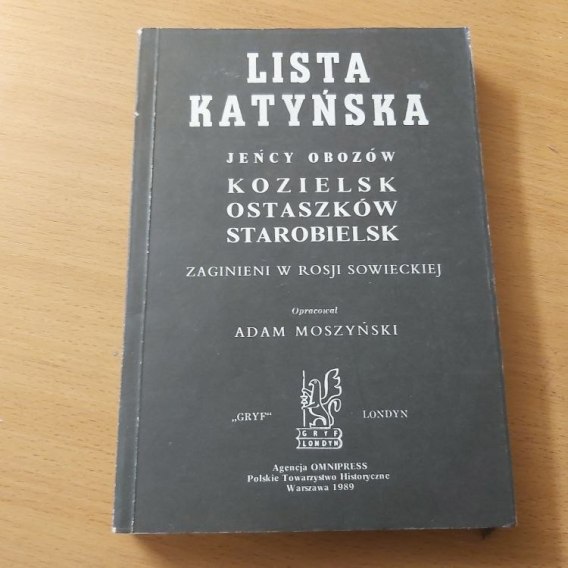 LISTA
KATYŃSKA
JEŃCY OBOZÓW
KOZIELSK
OSTASZKÓW
STAROBIELSK
ZAGINIENI W ROSJI SOWIECKIEJ
Opracował
ADAM MOSZYŃSKI
„GRYF" LONDYN
GRYF
LONDYN
Agencja OMNIPRESS
Polskie Towarzystwo Historyczne
Warszawa 1989